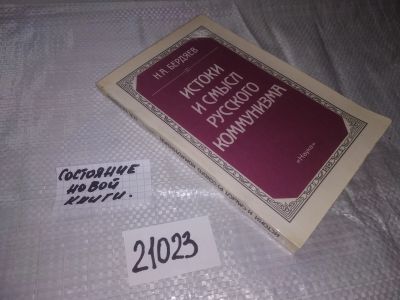 Н.А. БЕРДЯЕВ
ИСТОКИ
И СМЫСЛ
РУССКОГО
КОММУНИЗМА
«Наука»
СОСТОЯНИЕ
НОВОЙ
КНИГИ.
21023